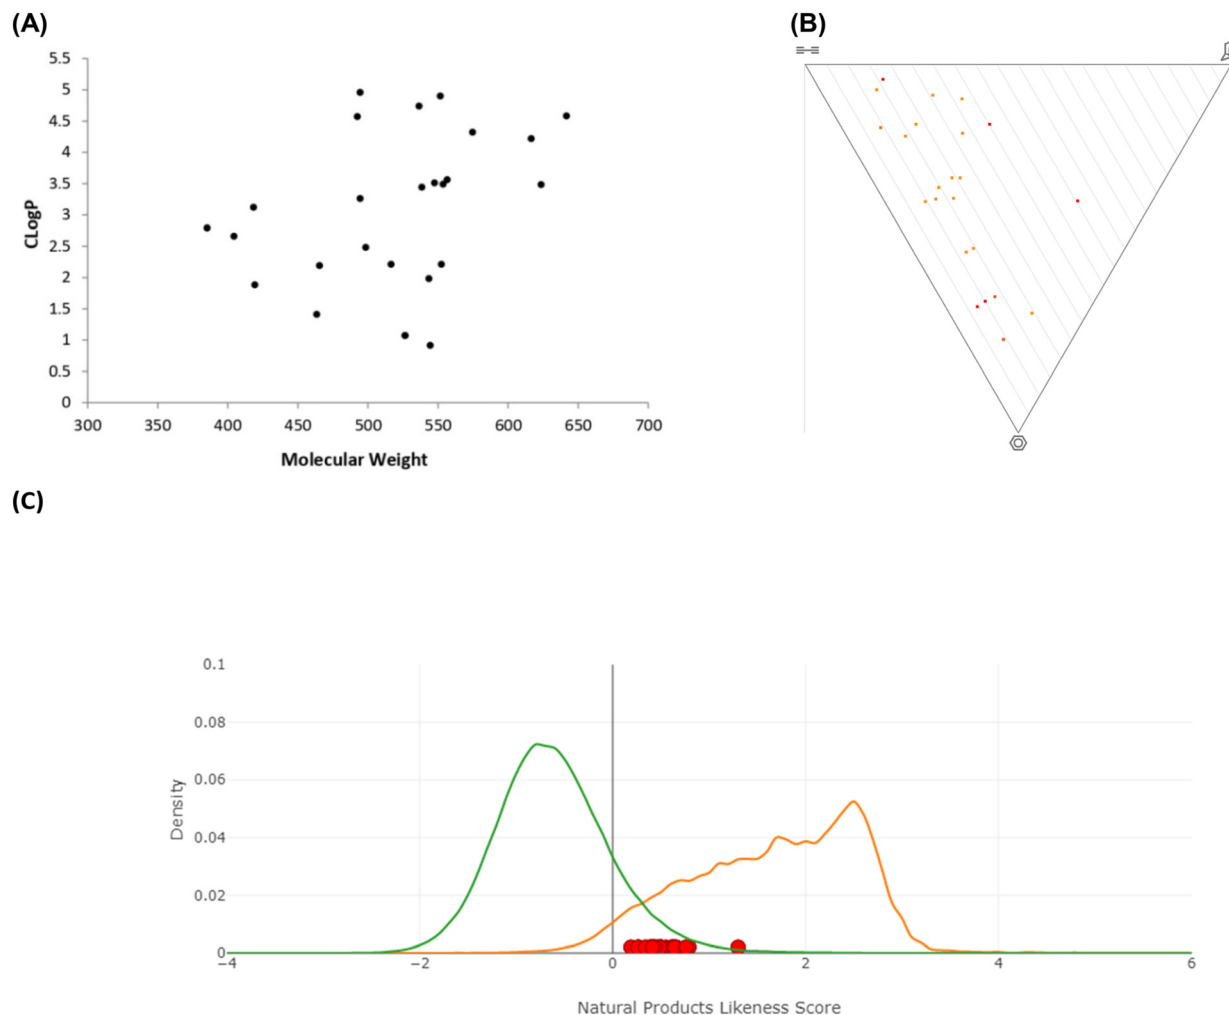 (A)
(B)
5.5
5
4.5
4
3.5
3
2.5
2
1.5
1
0.5
0
CLogP
300 350 400 450 500 550 600 650 700
Molecular Weight
(C)
0.1
0.08
0.06
0.04
0.02
0
Density
−4 −2 0 2 4 6
Natural Products Likeness Score